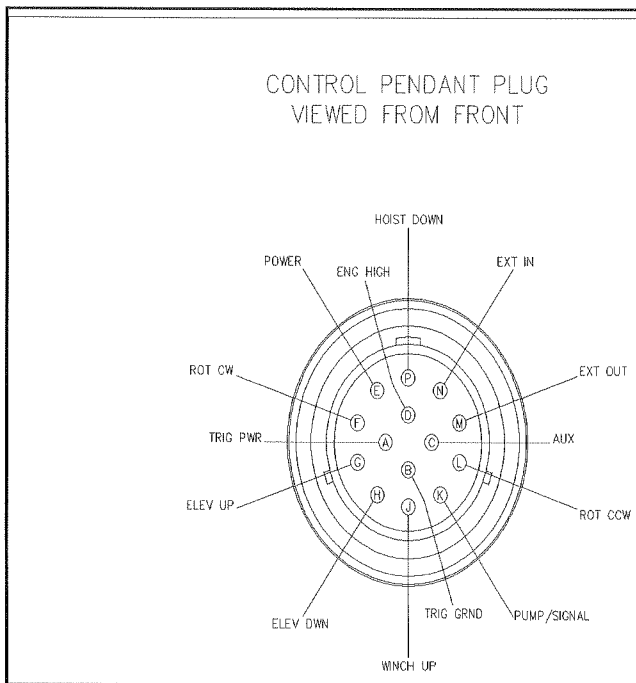 CONTROL PENDANT PLUG
VIEWED FROM FRONT
HOIST DOWN
POWER
ENG HIGH
EXT IN
ROT CW
EXT OUT
TRIG PWR
AUX
ELEV UP
ROT CCW
ELEV DWN
TRIG GRND
PUMP/SIGNAL
WINCH UP
P
E
N
D
F
M
A
C
G
L
B
H
K
J